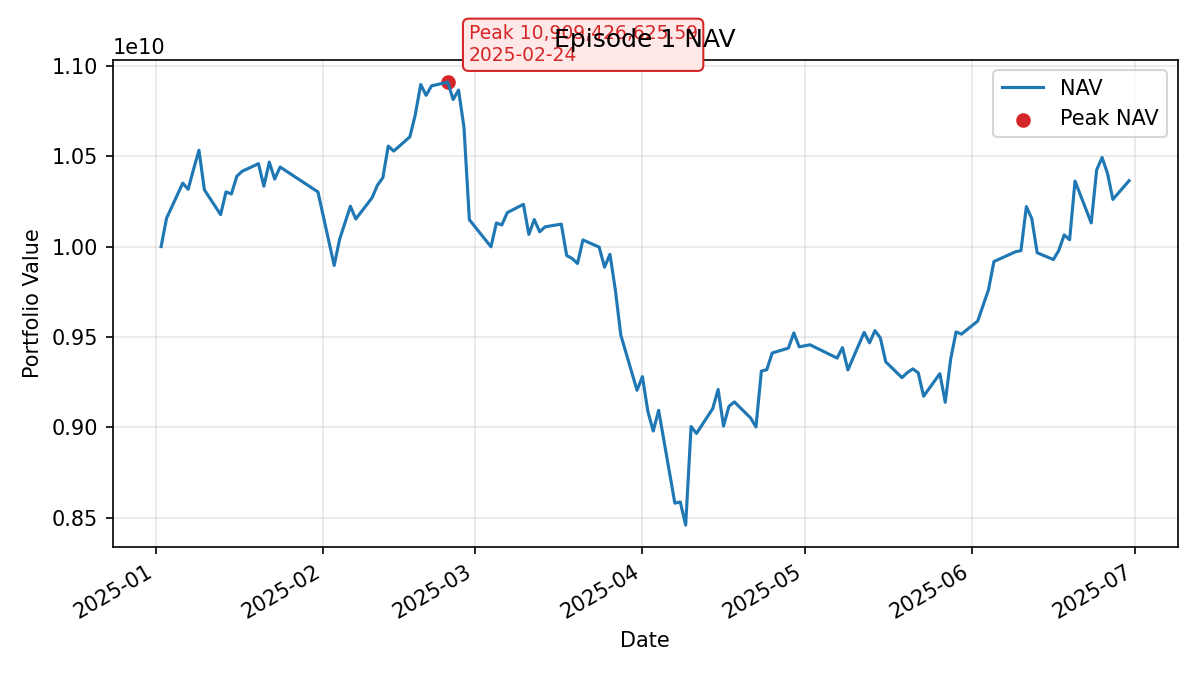 Peak 10,909,426,625.59
2025-02-24
Episode 1 NAV
1e10
1.10
1.05
1.00
0.95
0.90
0.85
Portfolio Value
NAV
Peak NAV
2025-01
2025-02
2025-03
2025-04
2025-05
2025-06
2025-07
Date